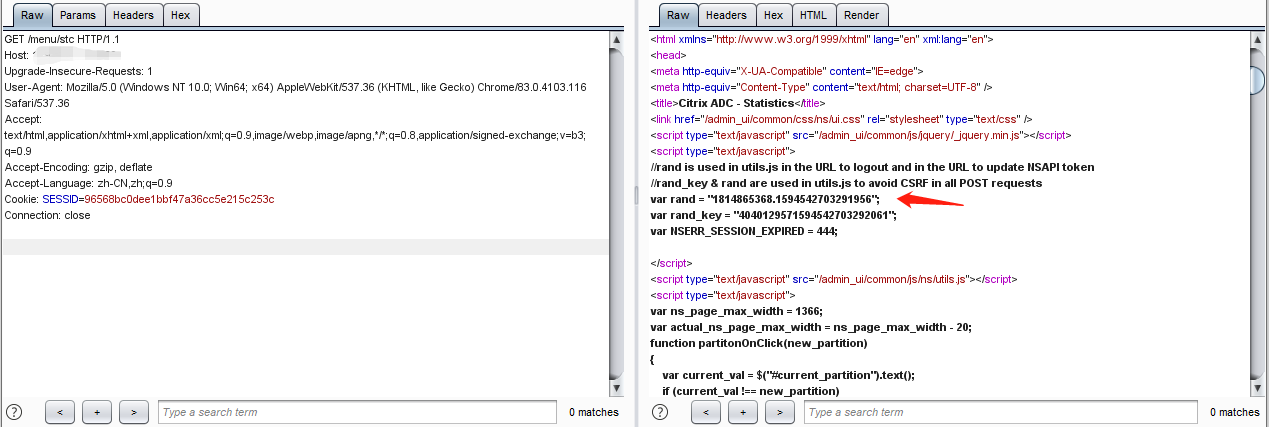 Raw Params Headers Hex
GET /menu/stc HTTP/1.1
Host:
Upgrade-Insecure-Requests: 1
User-Agent: Mozilla/5.0 (Windows NT 10.0; Win64; x64) AppleWebKit/537.36 (KHTML, like Gecko) Chrome/83.0.4103.116
Safari/537.36
Accept:
text/html,application/xhtml+xml,application/xml;q=0.9,image/webp,image/apng,*/*;q=0.8,application/signed-exchange;v=b3;
q=0.9
Accept-Encoding: gzip, deflate
Accept-Language: zh-CN,zh;q=0.9
Cookie: SESSID=96568bc0dee1bbf47a36cc5e215c253c
Connection: close
? < + > Type a search term 0 matches
Raw Headers Hex HTML Render
<html xmlns="http://www.w3.org/1999/xhtml" lang="en" xml:lang="en">
<head>
<meta http-equiv="X-UA-Compatible" content="IE=edge">
<meta http-equiv="Content-Type" content="text/html; charset=UTF-8" />
<title>Citrix ADC - Statistics</title>
<link href="/admin_ui/common/css/ns/ui.css" rel="stylesheet" type="text/css" />
<script type="text/javascript" src="/admin_ui/common/js/jquery/_jquery.min.js"></script>
<script type="text/javascript">
//rand is used in utils.js in the URL to logout and in the URL to update NSAPI token
//rand_key & rand are used in utils.js to avoid CSRF in all POST requests
var rand = "1814865368.1594542703291956";
var rand_key = "4040129571594542703292061";
var NSERR_SESSION_EXPIRED = 444;
</script>
<script type="text/javascript" src="/admin_ui/common/js/ns/utils.js"></script>
<script type="text/javascript">
var ns_page_max_width = 1366;
var actual_ns_page_max_width = ns_page_max_width - 20;
function partitonOnClick(new_partition)
{
var current_val = $("#current_partition").text();
if (current_val !== new_partition)
? < + > Type a search term 0 matches